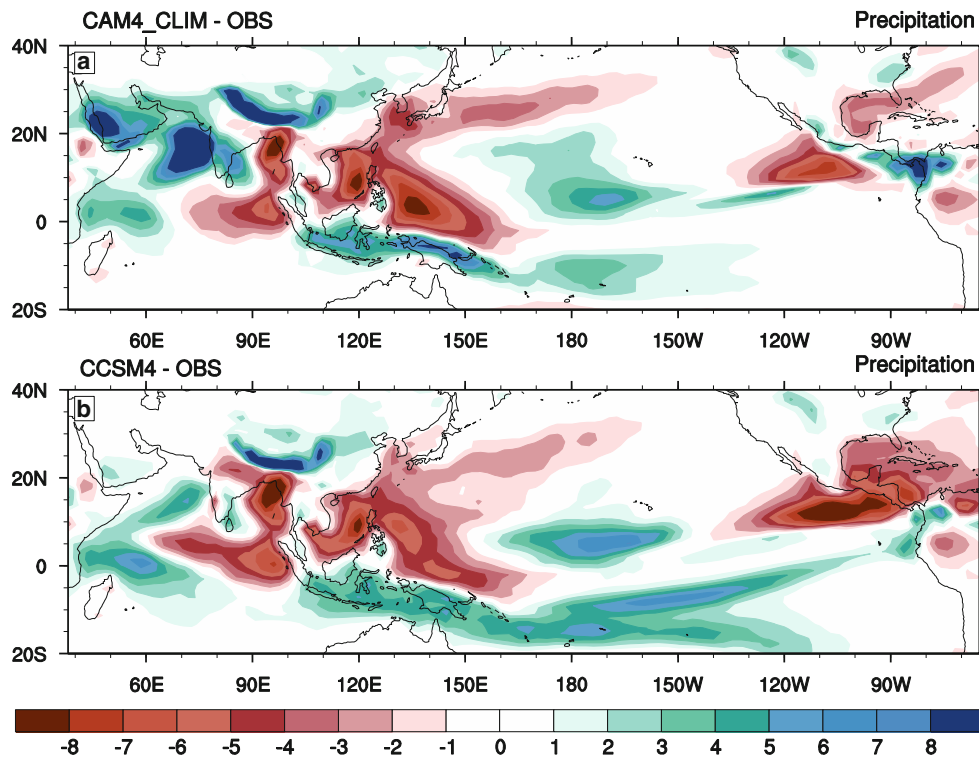 CAM4_CLIM - OBS Precipitation
40N
a
20N
0
20S
60E 90E 120E 150E 180 150W 120W 90W
CCSM4 - OBS Precipitation
40N
b
20N
0
20S
60E 90E 120E 150E 180 150W 120W 90W
-8 -7 -6 -5 -4 -3 -2 -1 0 1 2 3 4 5 6 7 8